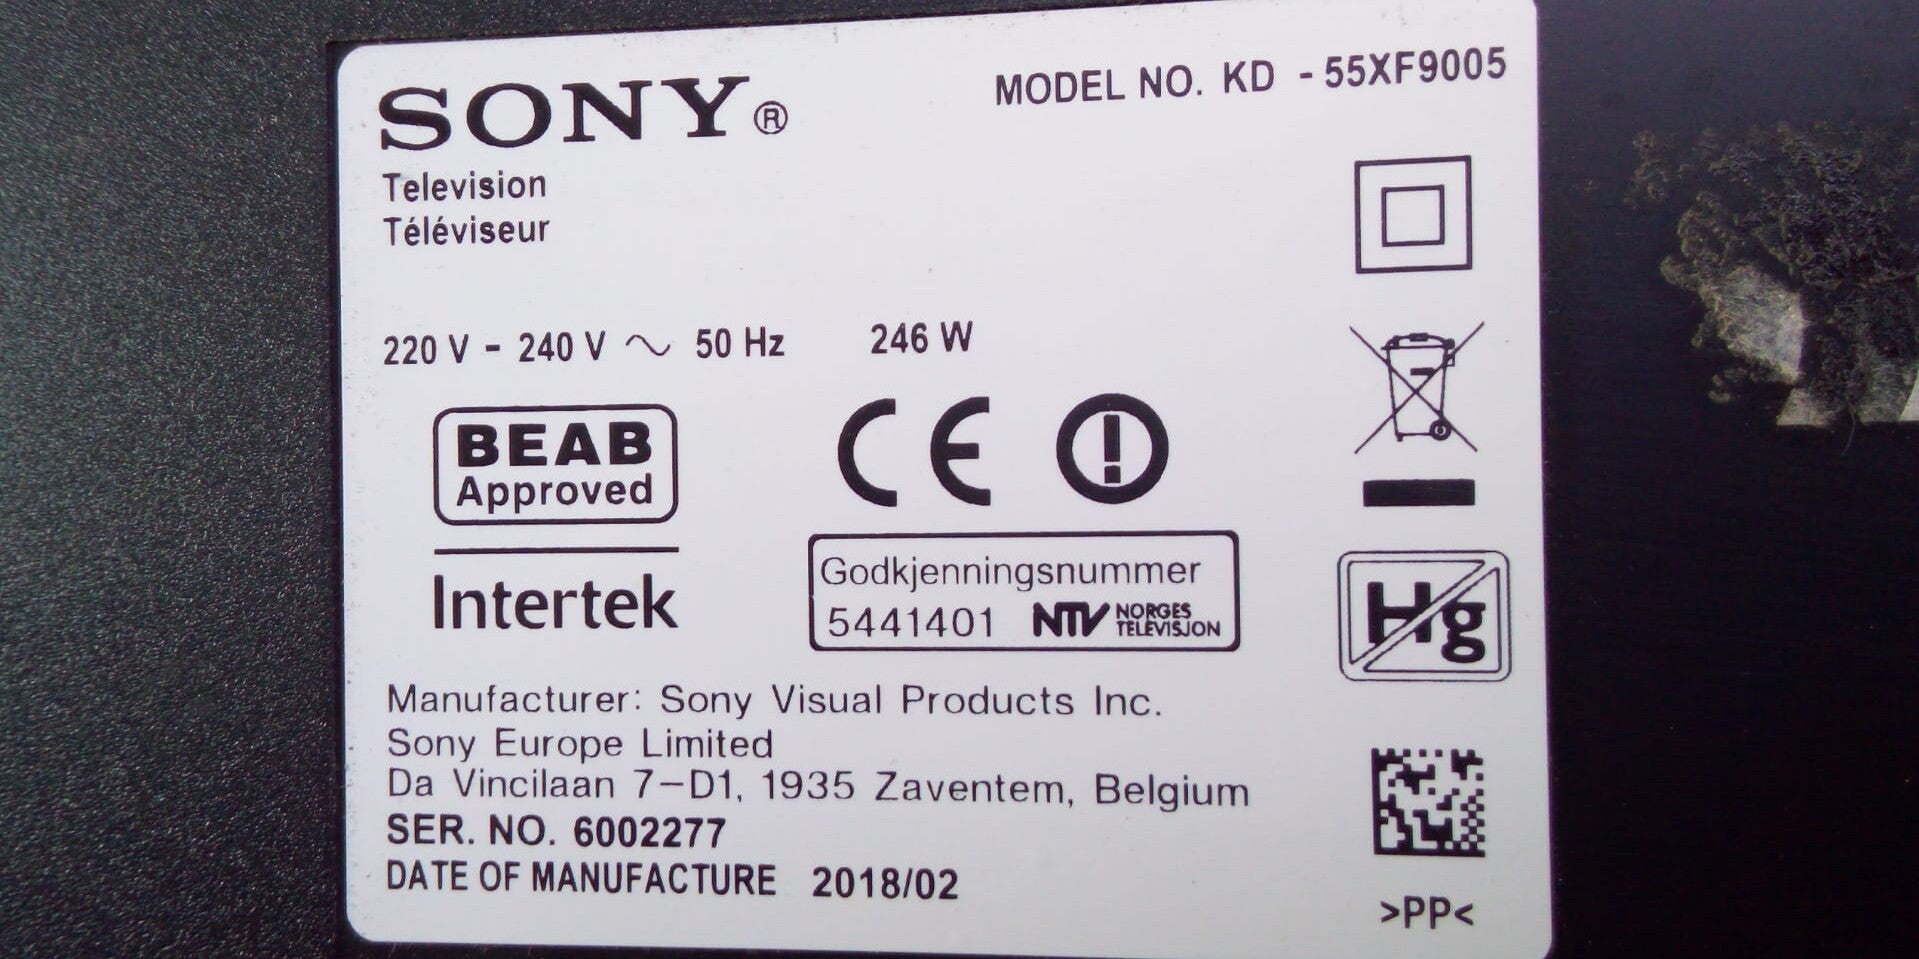 SONY®
MODEL NO. KD - 55XF9005
Television
Téléviseur
220 V - 240 V ~ 50 Hz 246 W
BEAB
Approved
Intertek
CE
Godkjenningsnummer
5441401 NTV NORGES
TELEVISJON
Hg
Manufacturer: Sony Visual Products Inc.
Sony Europe Limited
Da Vincilaan 7-D1, 1935 Zaventem, Belgium
SER. NO. 6002277
DATE OF MANUFACTURE 2018/02
>PP<